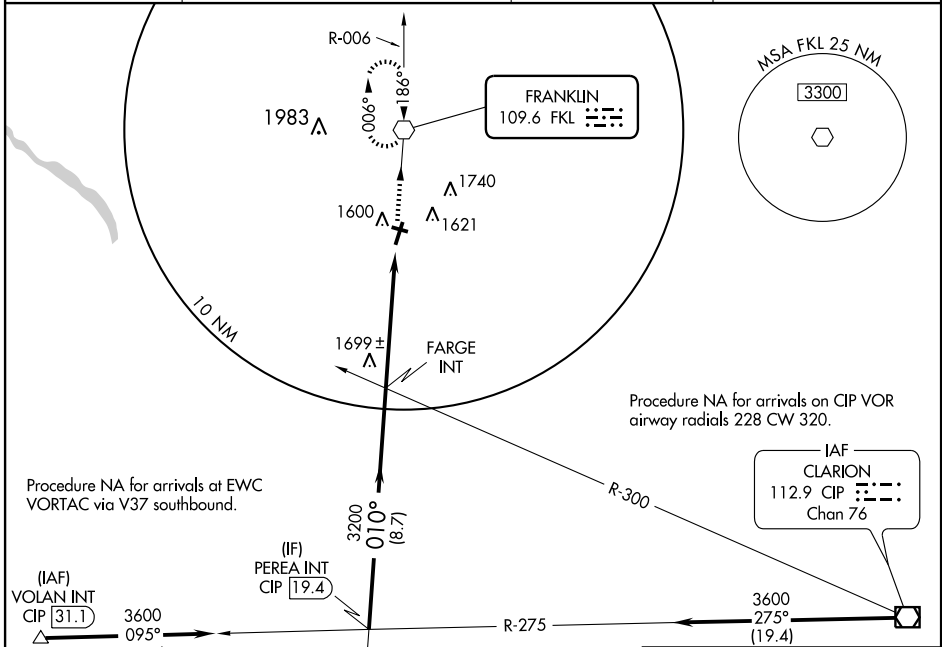 R-006
006°
186°
FRANKLIN
109.6 FKL
MSA FKL 25 NM
3300
1983
1740
1600
1621
10 NM
1699 ±
FARGE
INT
Procedure NA for arrivals on CIP VOR
airway radials 228 CW 320.
IAF
CLARION
112.9 CIP
Chan 76
R-300
Procedure NA for arrivals at EWC
VORTAC via V37 southbound.
3200
010°
(8.7)
(IF)
PEREA INT
CIP 19.4
(IAF)
VOLAN INT
CIP 31.1
3600
095°
R-275
3600
275°
(19.4)